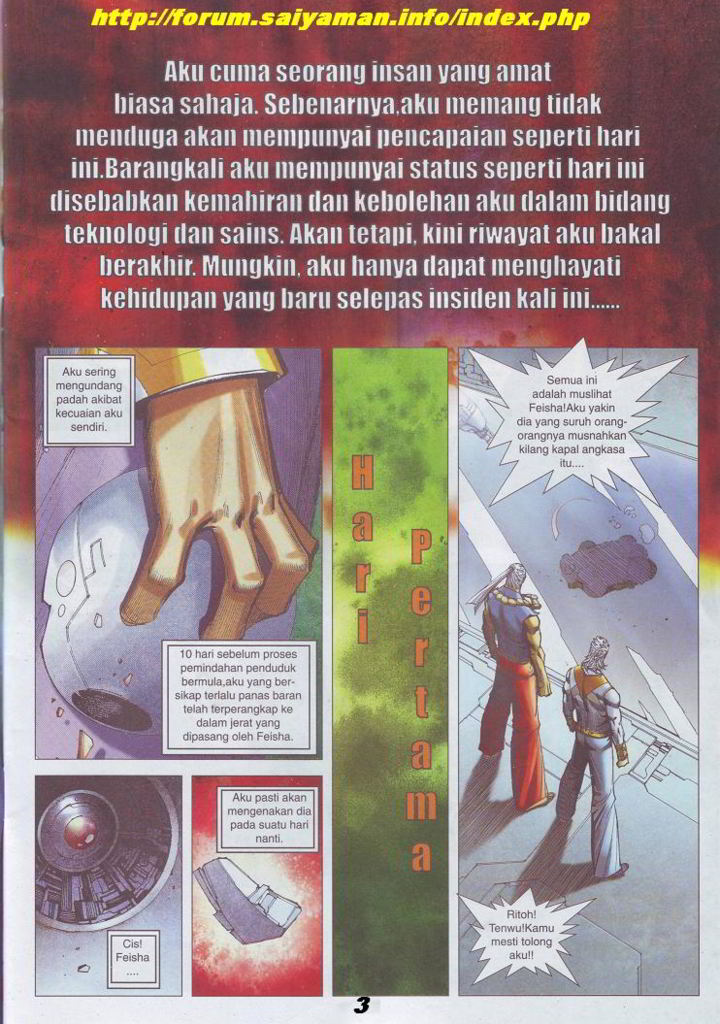 http://forum.saiyaman.info/index.php
Aku cuma seorang insan yang amat
biasa sahaja. Sebenarnya,aku memang tidak
menduga akan mempunyai pencapaian seperti hari
ini.Barangkali aku mempunyai status seperti hari ini
disebabkan kemahiran dan kebolehan aku dalam bidang
teknologi dan sains. Akan tetapi, kini riwayat aku bakal
berakhir. Mungkin, aku hanya dapat menghayati
kehidupan yang baru selepas insiden kali ini......
Aku sering
mengundang
padah akibat
kecuaian aku
sendiri.
10 hari sebelum proses
pemindahan penduduk
bermula,aku yang ber-
sikap terlalu panas baran
telah terperangkap ke
dalam jerat yang
dipasang oleh Feisha.
Cis!
Feisha
....
Aku pasti akan
mengenakan dia
pada suatu hari
nanti.
Hari
Pertama
Semua ini
adalah muslihat
Feisha!Aku yakin
dia yang suruh orang-
orangnya musnahkan
kilang kapal angkasa
itu....
Ritoh!
Tenwu!Kamu
mesti tolong
aku!!
3